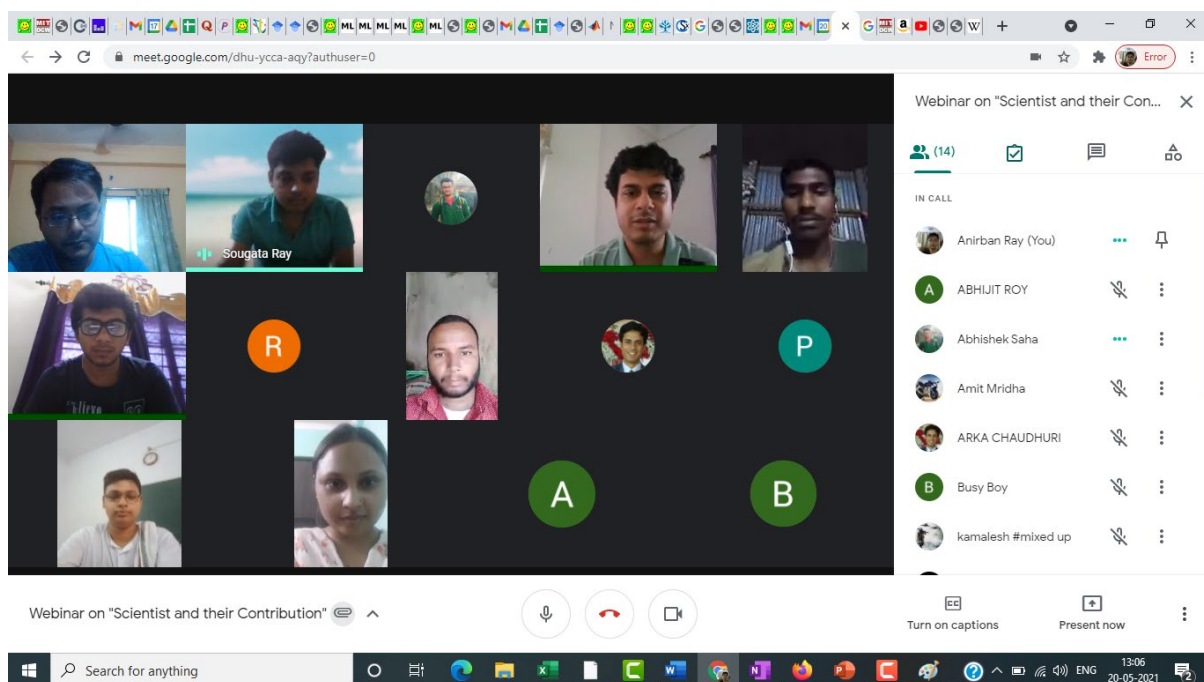 meet.google.com/dhu-ycca-aqy?authuser=0
Error
Webinar on "Scientist and their Con...
(14)
IN CALL
Sougata Ray
Anirban Ray (You)
A ABHIJIT ROY
Abhishek Saha
R
P
Amit Mridha
ARKA CHAUDHURI
A
B
B Busy Boy
kamalesh #mixed up
Webinar on "Scientist and their Contribution"
CC
Turn on captions
Present now
Search for anything
ENG
13:06
20-05-2021